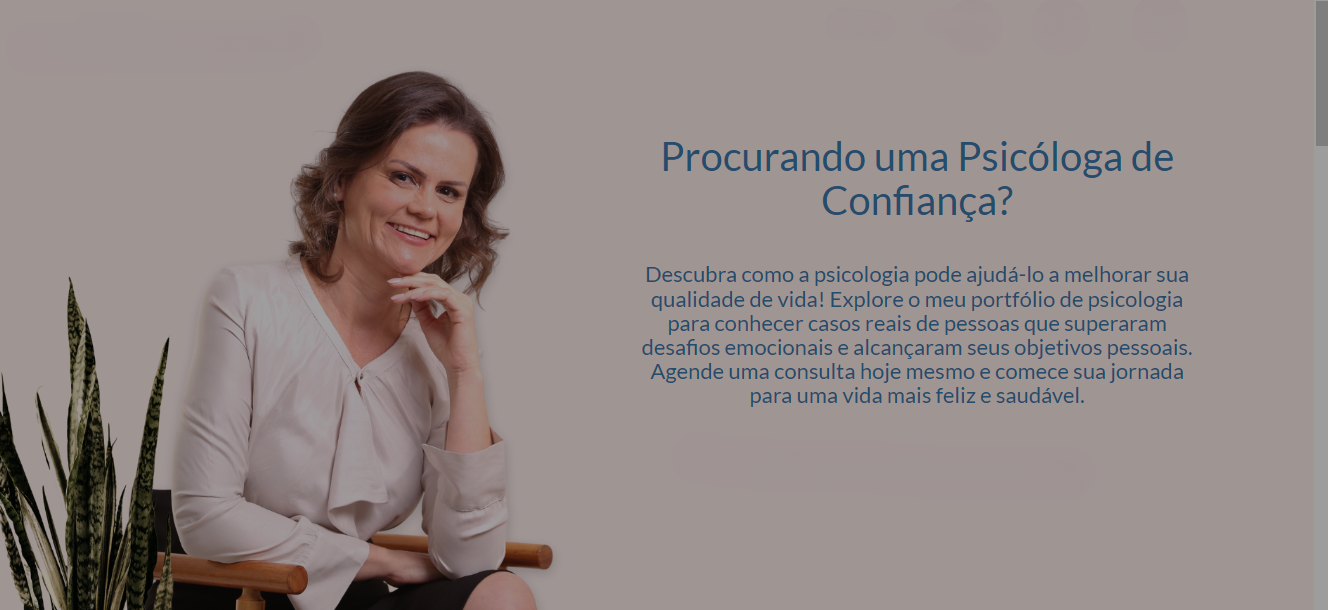 Procurando uma Psicóloga de
Confiança?
Descubra como a psicologia pode ajudá-lo a melhorar sua
qualidade de vida! Explore o meu portfólio de psicologia
para conhecer casos reais de pessoas que superaram
desafios emocionais e alcançaram seus objetivos pessoais.
Agende uma consulta hoje mesmo e comece sua jornada
para uma vida mais feliz e saudável.